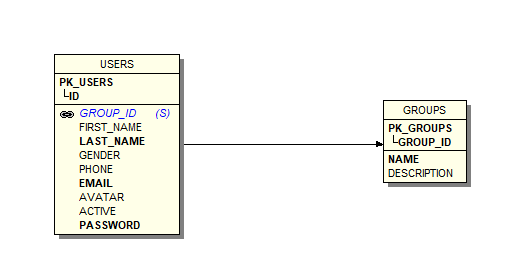 USERS
PK_USERS
ID
GROUP_ID (S)
FIRST_NAME
LAST_NAME
GENDER
PHONE
EMAIL
AVATAR
ACTIVE
PASSWORD
GROUPS
PK_GROUPS
GROUP_ID
NAME
DESCRIPTION